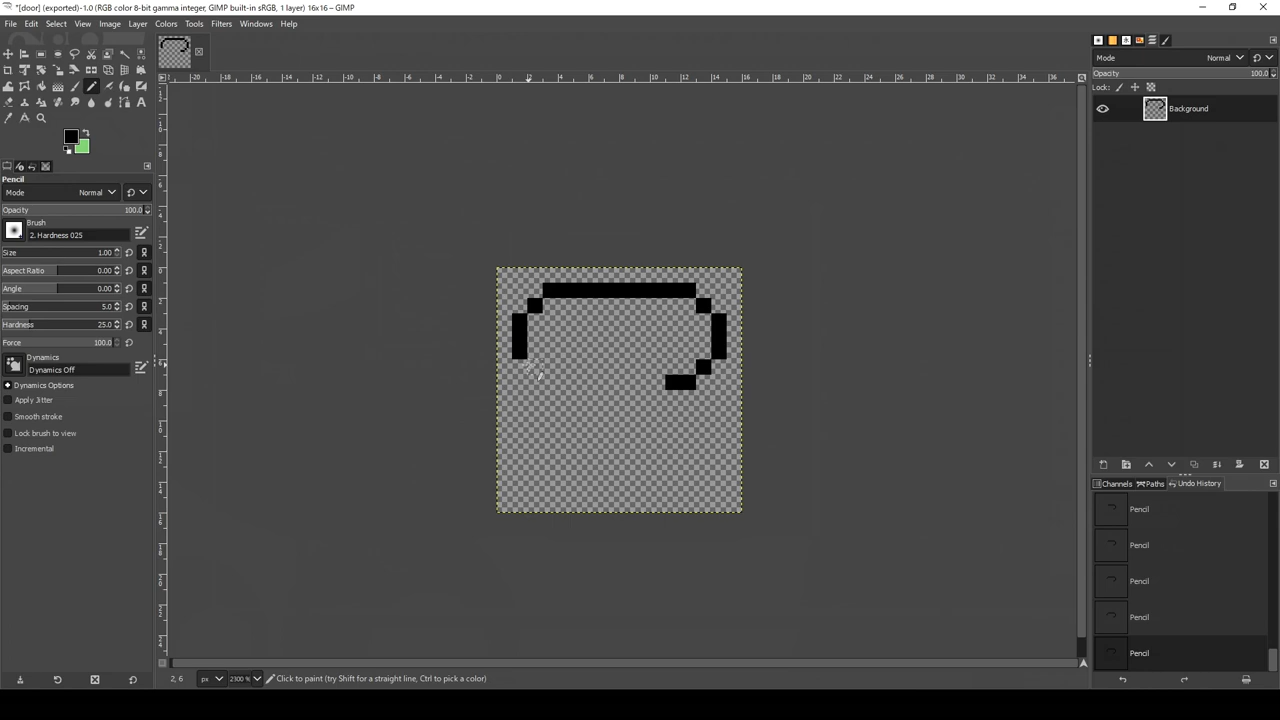 *[door] (exported)-1.0 (RGB color 8-bit gamma integer, GIMP built-in sRGB, 1 layer) 16x16 – GIMP
File Edit Select View Image Layer Colors Tools Filters Windows Help
Pencil
Mode Normal
Opacity 100.0
Brush
2. Hardness 025
Size 1.00
Aspect Ratio 0.00
Angle 0.00
Spacing 5.0
Hardness 25.0
Force 100.0
Dynamics
Dynamics Off
Dynamics Options
Apply Jitter
Smooth stroke
Lock brush to view
Incremental
2, 6 px 2300 % Click to paint (try Shift for a straight line, Ctrl to pick a color)
Mode Normal
Opacity 100.0
Lock:
Background
Channels Paths Undo History
Pencil
Pencil
Pencil
Pencil
Pencil